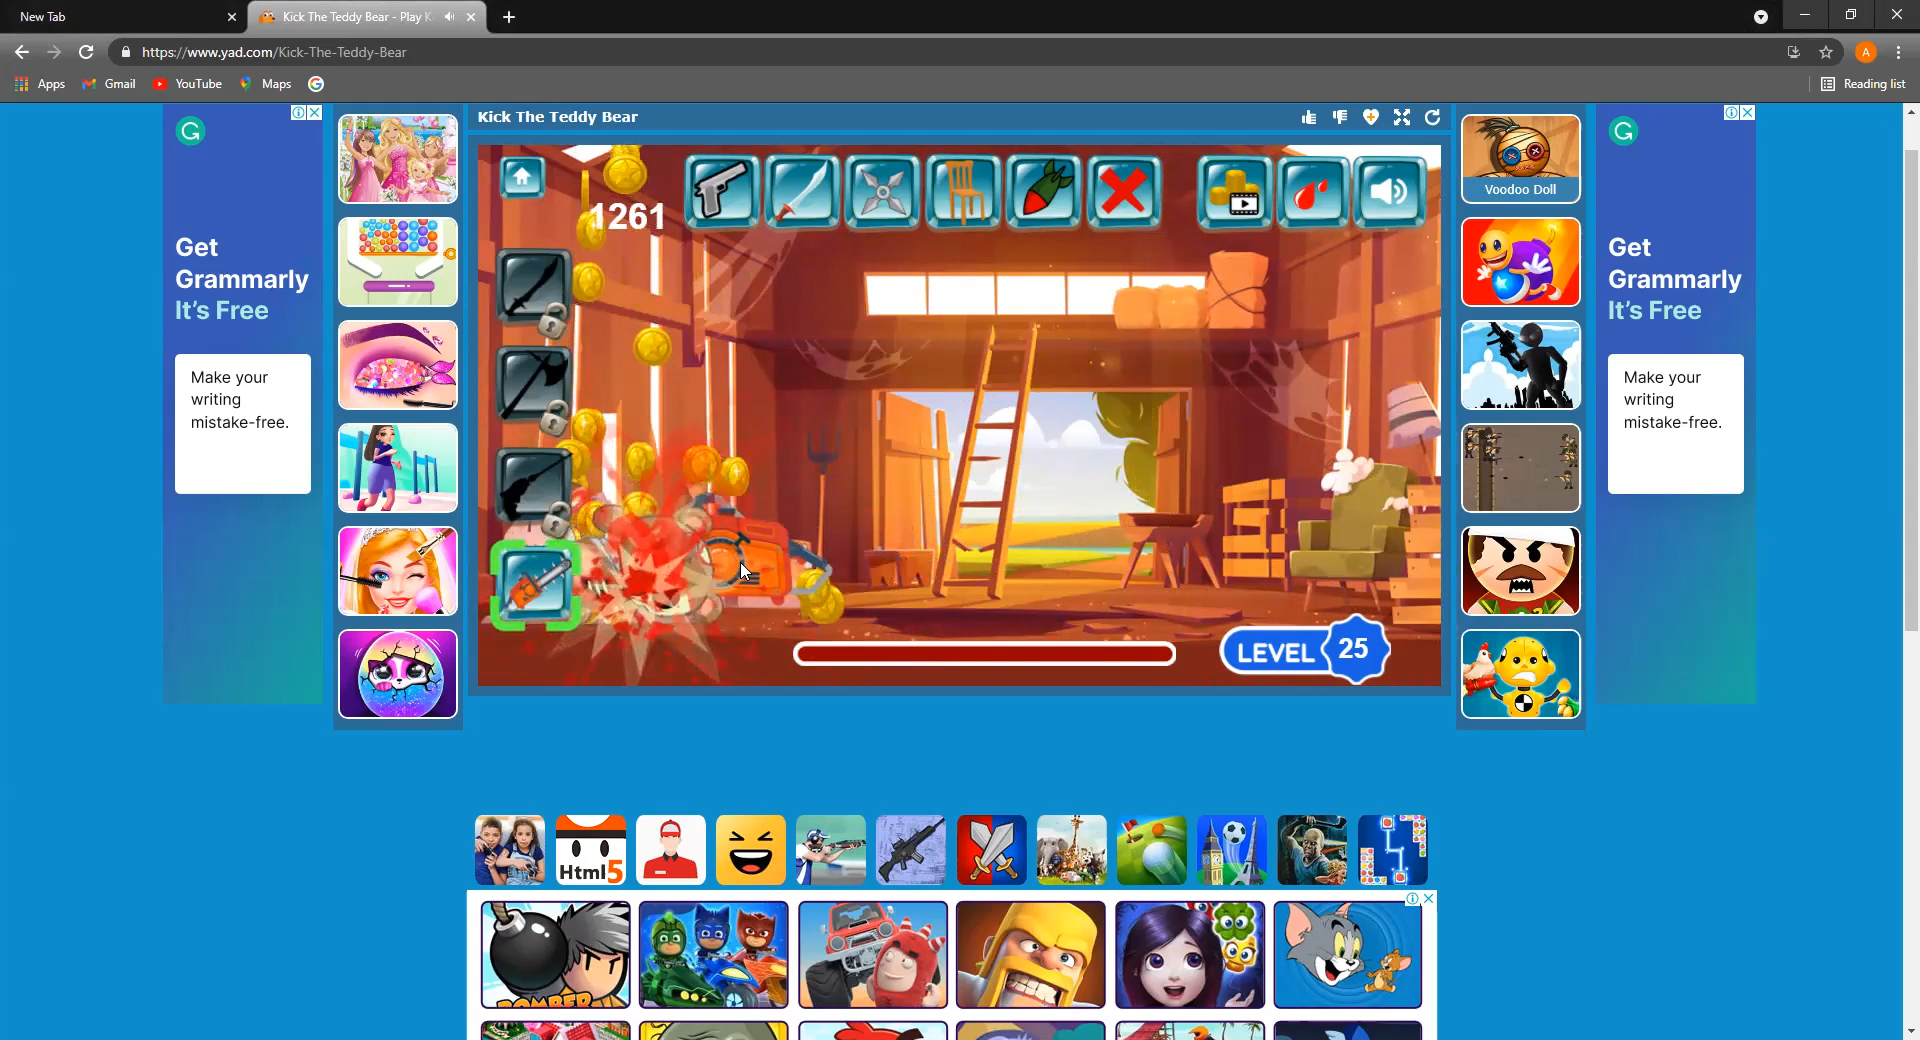 New Tab
Kick The Teddy Bear - Play K
https://www.yad.com/Kick-The-Teddy-Bear
A
Apps
Gmail
YouTube
Maps
Reading list
Kick The Teddy Bear
Get
Grammarly
It's Free
Make your
writing
mistake-free.
1261
LEVEL 25
Voodoo Doll
Get
Grammarly
It's Free
Make your
writing
mistake-free.
Html5
BOMBER